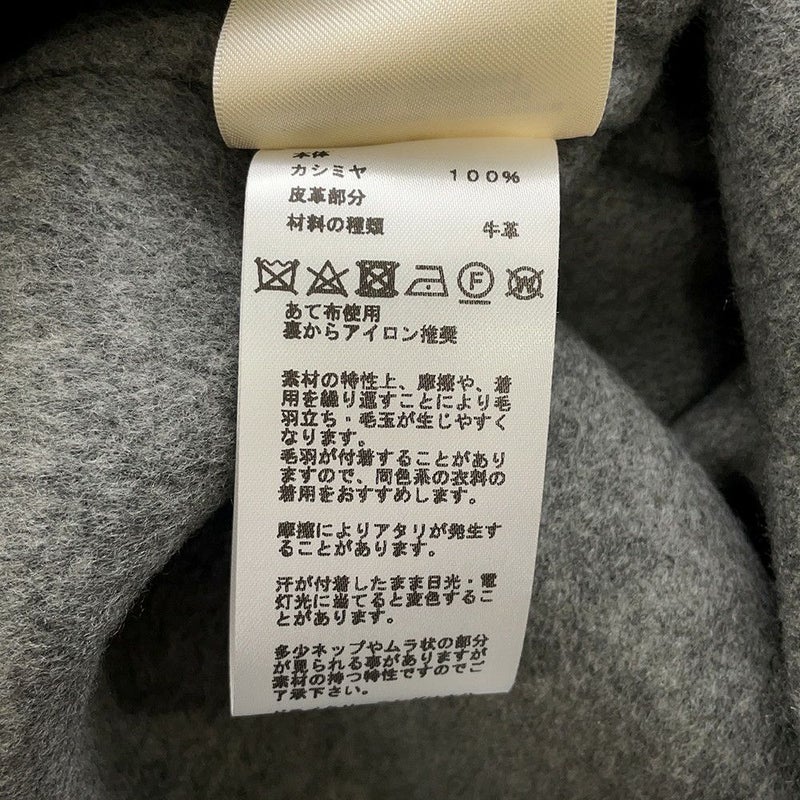 本体
カシミヤ 100%
皮革部分
材料の種類 牛革
F W
あて布使用
裏からアイロン推奨
素材の特性上、摩擦や、着
用を繰り返すことにより毛
羽立ち・毛玉が生じやすく
なります。
毛羽が付着することがあり
ますので、同色系の衣料の
着用をおすすめします。
摩擦によりアタリが発生す
ることがあります。
汗が付着したまま日光・電
灯光に当てると変色するこ
とがあります。
多少ネップやムラ状の部分
が見られる事がありますが
素材の持つ特性ですのでご
了承下さい。